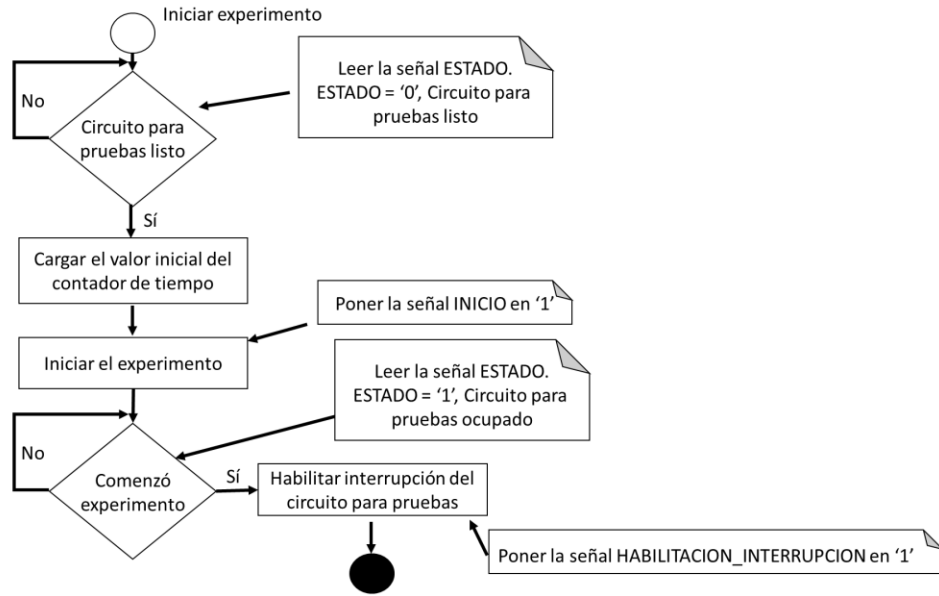 Iniciar experimento
Leer la señal ESTADO.
ESTADO = ‘0’, Circuito para
pruebas listo
No
Circuito para
pruebas listo
Sí
Cargar el valor inicial del
contador de tiempo
Poner la señal INICIO en ‘1’
Iniciar el experimento
Leer la señal ESTADO.
ESTADO = ‘1’, Circuito para
pruebas ocupado
No
Comenzó
experimento
Sí
Habilitar interrupción del
circuito para pruebas
Poner la señal HABILITACION_INTERRUPCION en ‘1’